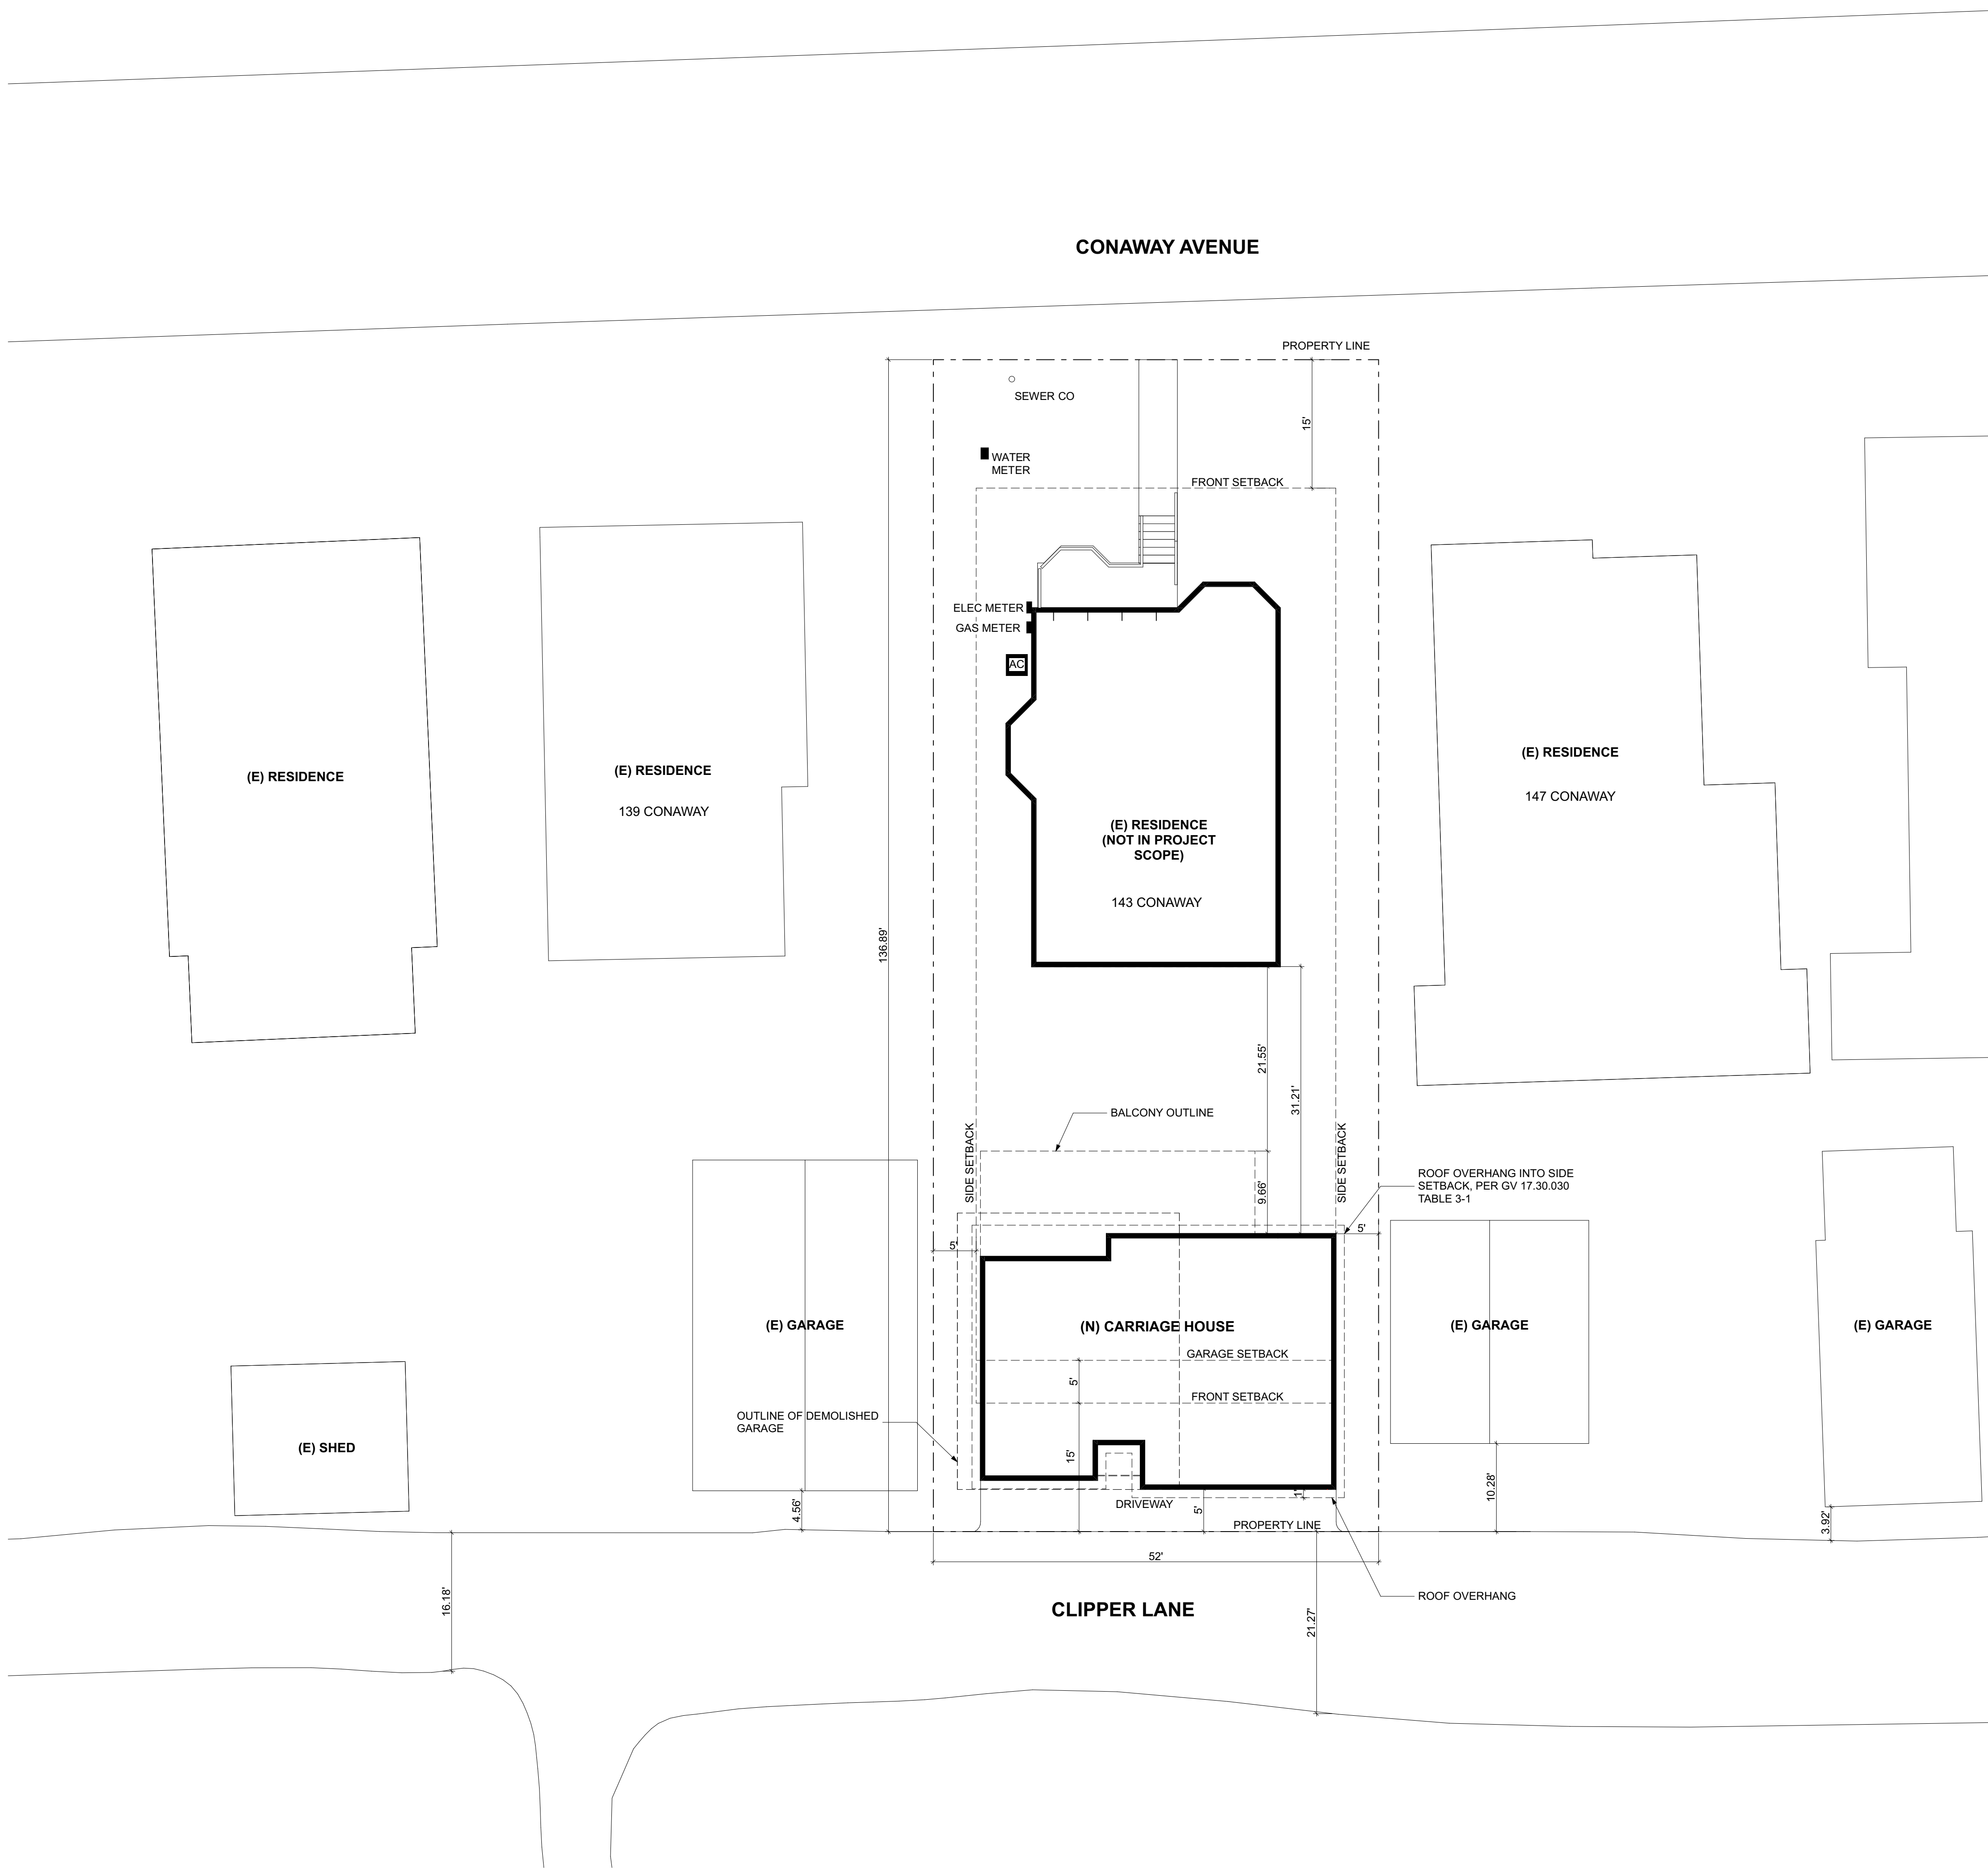 CONAWAY AVENUE
PROPERTY LINE
SEWER CO
15'
WATER
METER
FRONT SETBACK
ELEC METER
GAS METER
AC
(E) RESIDENCE
(E) RESIDENCE
139 CONAWAY
(E) RESIDENCE
(NOT IN PROJECT
SCOPE)
143 CONAWAY
(E) RESIDENCE
147 CONAWAY
136.89'
21.55'
31.21'
BALCONY OUTLINE
SIDE SETBACK
SIDE SETBACK
9.66'
ROOF OVERHANG INTO SIDE
SETBACK, PER GV 17.30.030
TABLE 3-1
5'
5'
(E) GARAGE
(N) CARRIAGE HOUSE
(E) GARAGE
(E) GARAGE
GARAGE SETBACK
5'
FRONT SETBACK
OUTLINE OF DEMOLISHED
GARAGE
(E) SHED
15'
10.28'
4.56'
DRIVEWAY
5'
1'
3.92'
PROPERTY LINE
52'
16.18'
CLIPPER LANE
21.27'
ROOF OVERHANG